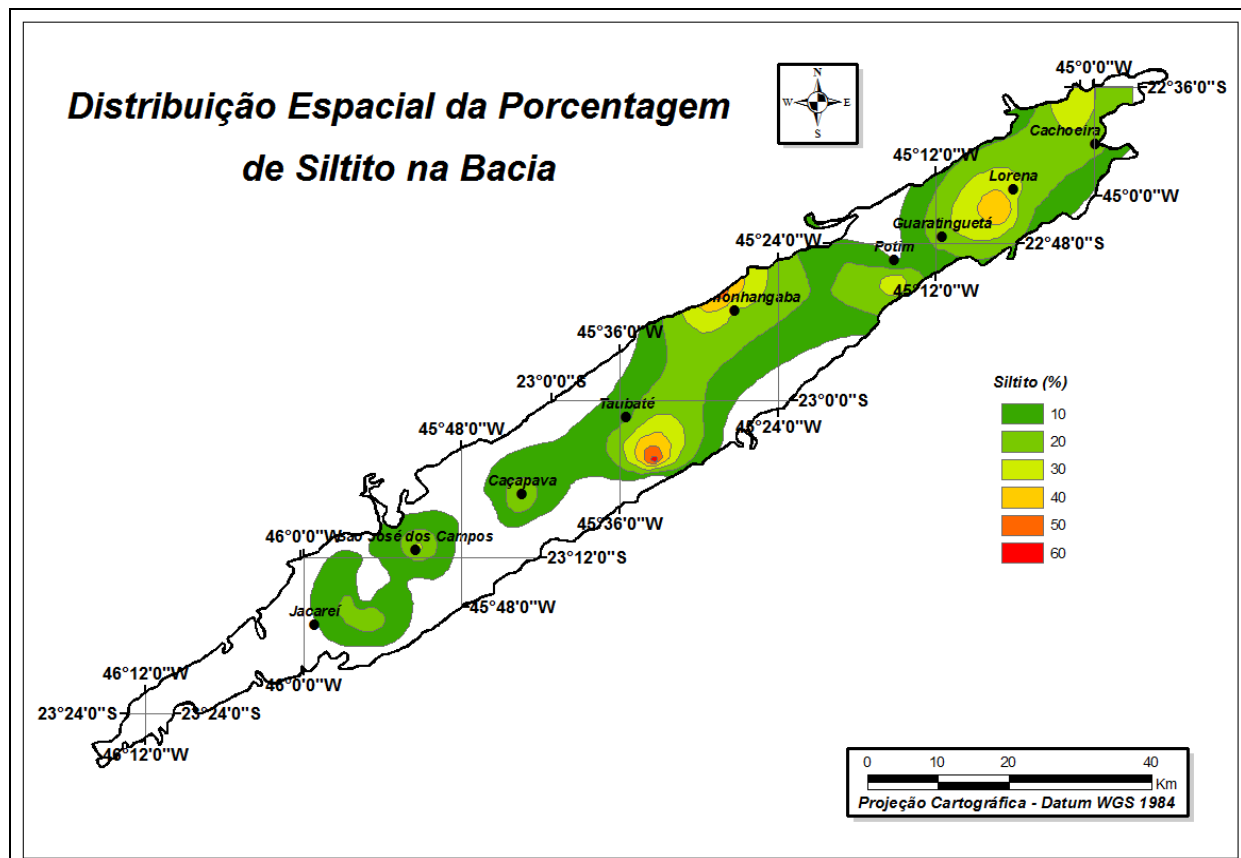 Distribuição Espacial da Porcentagem
de Siltito na Bacia
N
W E
S
45°0'0"W
22°36'0"S
Cachoeira
45°12'0"W
Lorena
45°0'0"W
Guaratinguetá
45°24'0"W
22°48'0"S
Potim
45°12'0"W
monhangaba
45°36'0"W
23°0'0"S
23°0'0"S
Taubaté
45°24'0"W
45°48'0"W
Caçapava
45°36'0"W
46°0'0"W
São José dos Campos
23°12'0"S
45°48'0"W
Jacareí
46°0'0"W
46°12'0"W
23°24'0"S
23°24'0"S
46°12'0"W
Siltito (%)
10
20
30
40
50
60
0 10 20 40
Km
Projeção Cartográfica - Datum WGS 1984